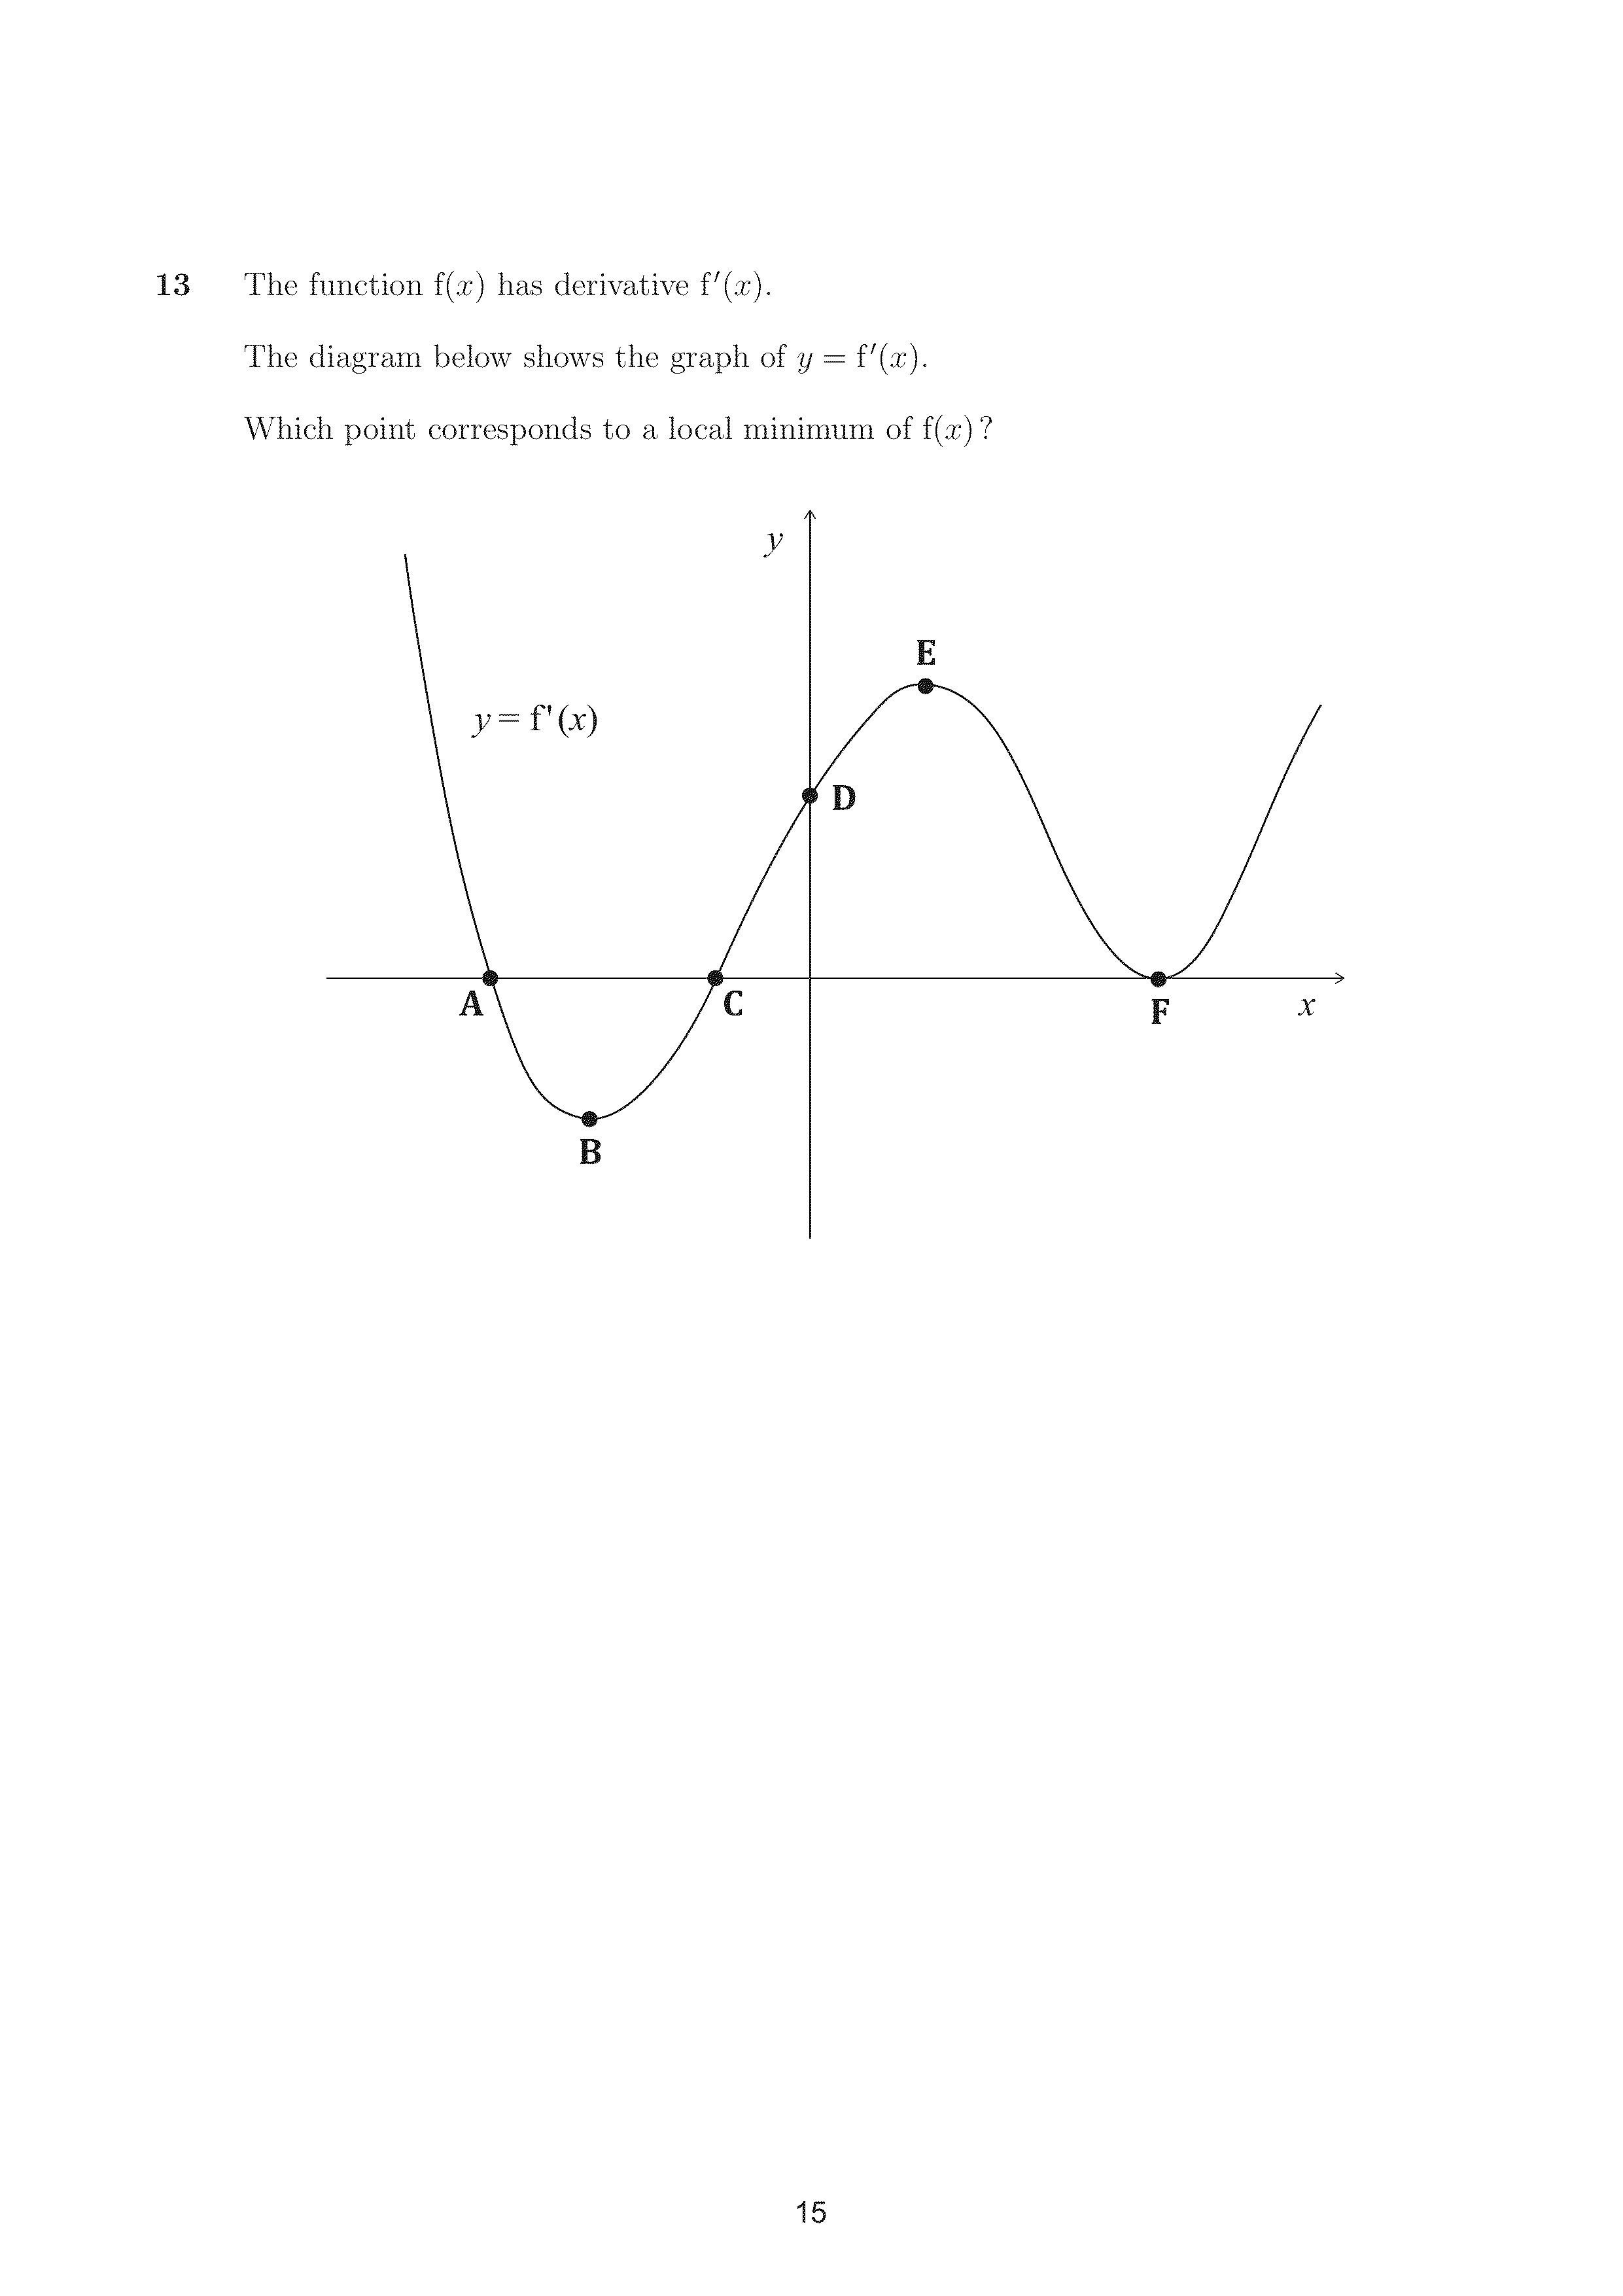 13 The function f(x) has derivative f′(x).
The diagram below shows the graph of y = f′(x).
Which point corresponds to a local minimum of f(x)?
y
E
y = f'(x)
D
A
C
F
x
B
15